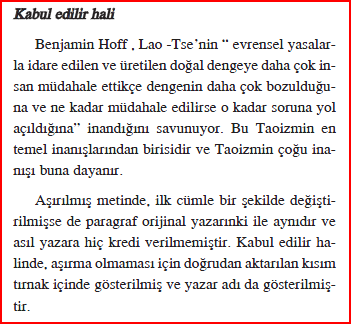 Kabul edilir hali
Benjamin Hoff , Lao -Tse’nin “ evrensel yasalar-
la idare edilen ve üretilen doğal dengeye daha çok in-
san müdahale ettikçe dengenin daha çok bozulduğu-
na ve ne kadar müdahale edilirse o kadar soruna yol
açıldığına” inandığını savunuyor. Bu Taoizmin en
temel inanışlarından birisidir ve Taoizmin çoğu ina-
nışı buna dayanır.
Aşırılmış metinde, ilk cümle bir şekilde değişti-
rilmişse de paragraf orijinal yazarınki ile aynıdır ve
asıl yazara hiç kredi verilmemiştir. Kabul edilir ha-
linde, aşırma olmaması için doğrudan aktarılan kısım
tırnak içinde gösterilmiş ve yazar adı da gösterilmiş-
tir.